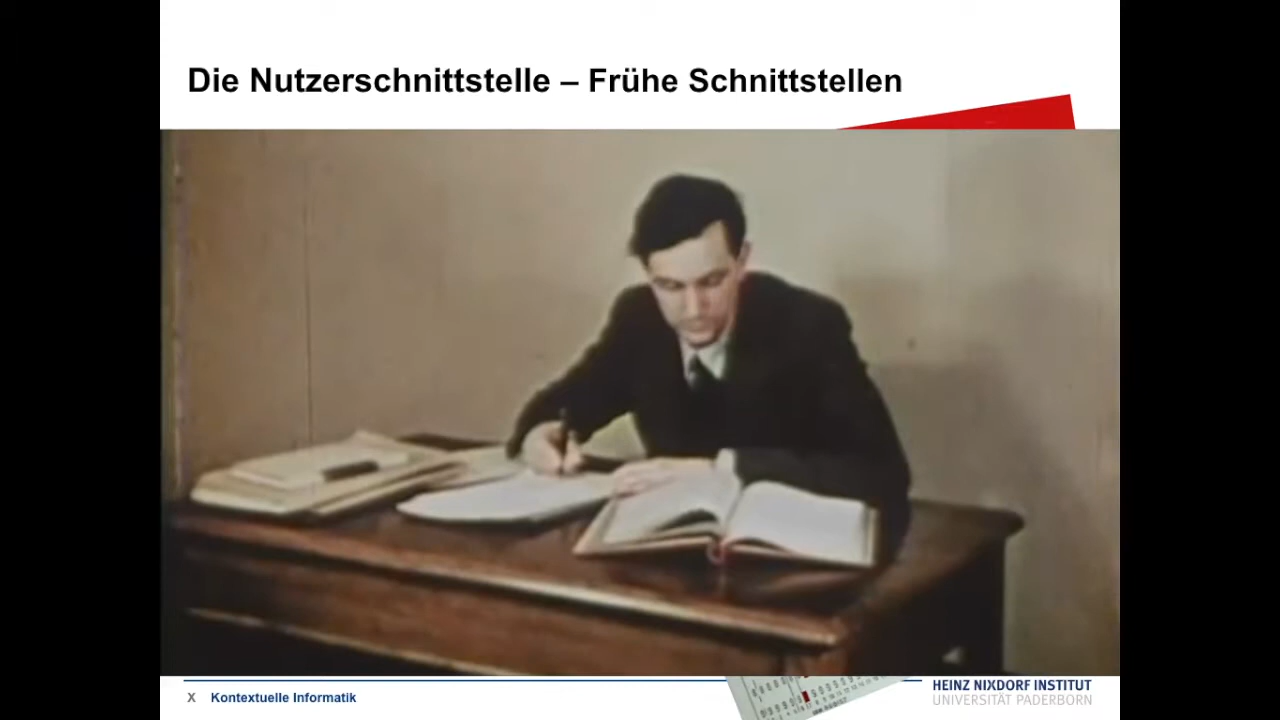 Die Nutzerschnittstelle – Frühe Schnittstellen
X Kontextuelle Informatik
HEINZ NIXDORF INSTITUT
UNIVERSITÄT PADERBORN